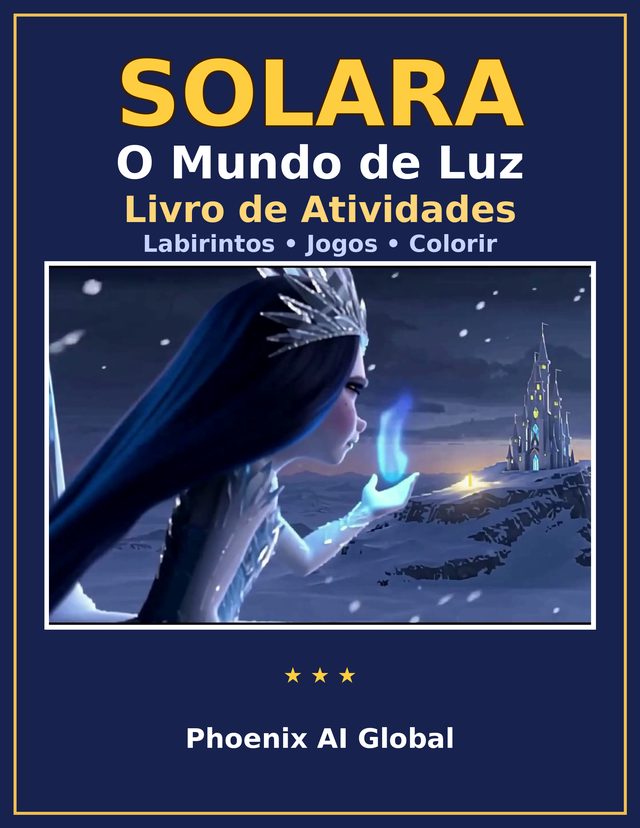 SOLARA
O Mundo de Luz
Livro de Atividades
Labirintos • Jogos • Colorir
★ ★ ★
Phoenix AI Global